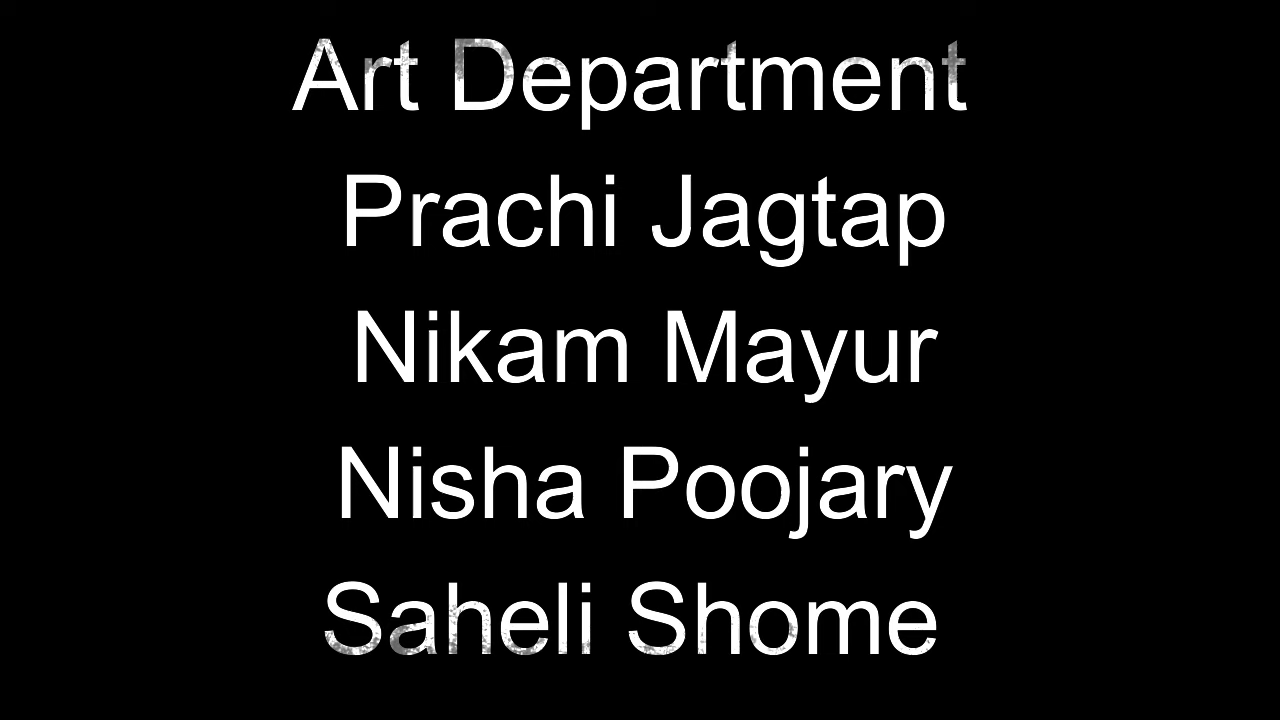 Art Department
Prachi Jagtap
Nikam Mayur
Nisha Poojary
Saheli Shome